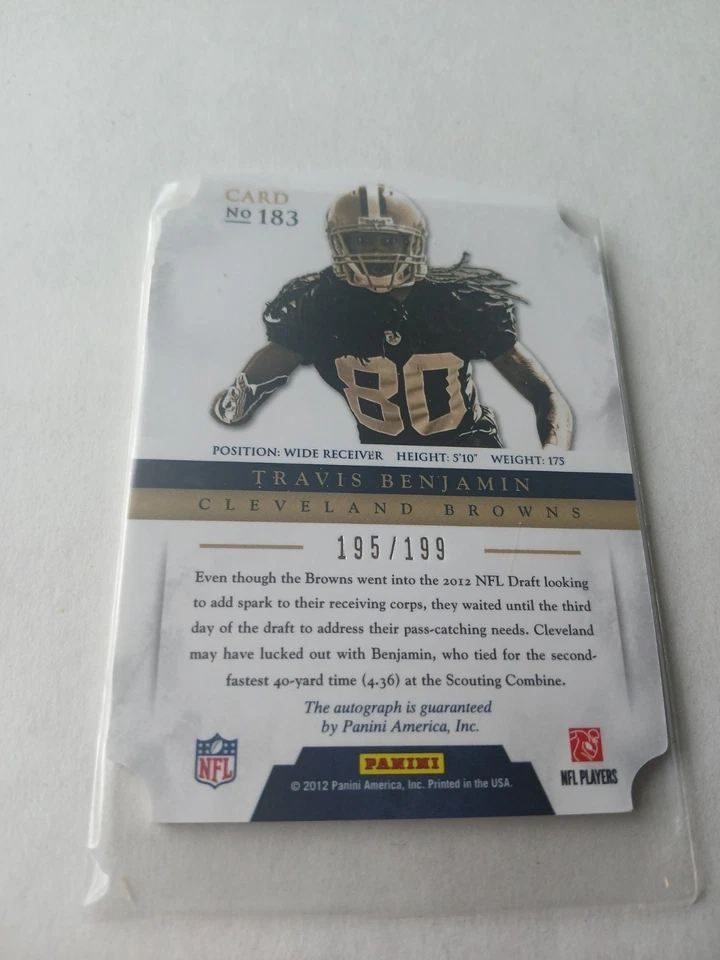 CARD
No 183
80
POSITION: WIDE RECEIVER HEIGHT: 5'10" WEIGHT: 175
TRAVIS BENJAMIN
CLEVELAND BROWNS
195/199
Even though the Browns went into the 2012 NFL Draft looking
to add spark to their receiving corps, they waited until the third
day of the draft to address their pass-catching needs. Cleveland
may have lucked out with Benjamin, who tied for the second-
fastest 40-yard time (4.36) at the Scouting Combine.
The autograph is guaranteed
by Panini America, Inc.
NFL
PANINI
© 2012 Panini America, Inc. Printed in the USA.
NFL PLAYERS